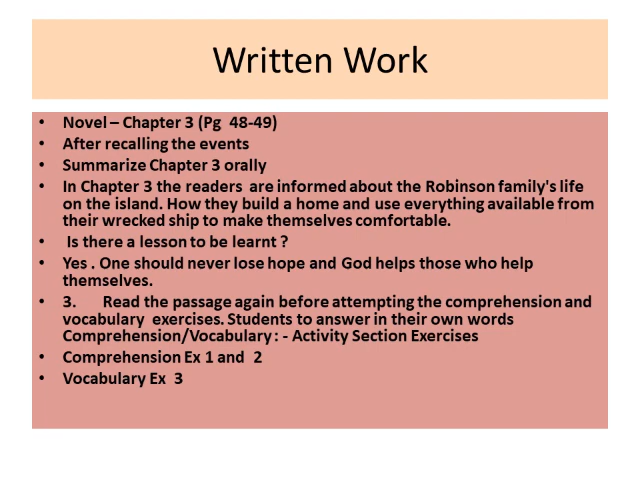 Written Work
• Novel – Chapter 3 (Pg 48-49)
• After recalling the events
• Summarize Chapter 3 orally
• In Chapter 3 the readers are informed about the Robinson family's life
on the island. How they build a home and use everything available from
their wrecked ship to make themselves comfortable.
• Is there a lesson to be learnt ?
• Yes . One should never lose hope and God helps those who help
themselves.
• 3. Read the passage again before attempting the comprehension and
vocabulary exercises. Students to answer in their own words
Comprehension/Vocabulary : - Activity Section Exercises
• Comprehension Ex 1 and 2
• Vocabulary Ex 3